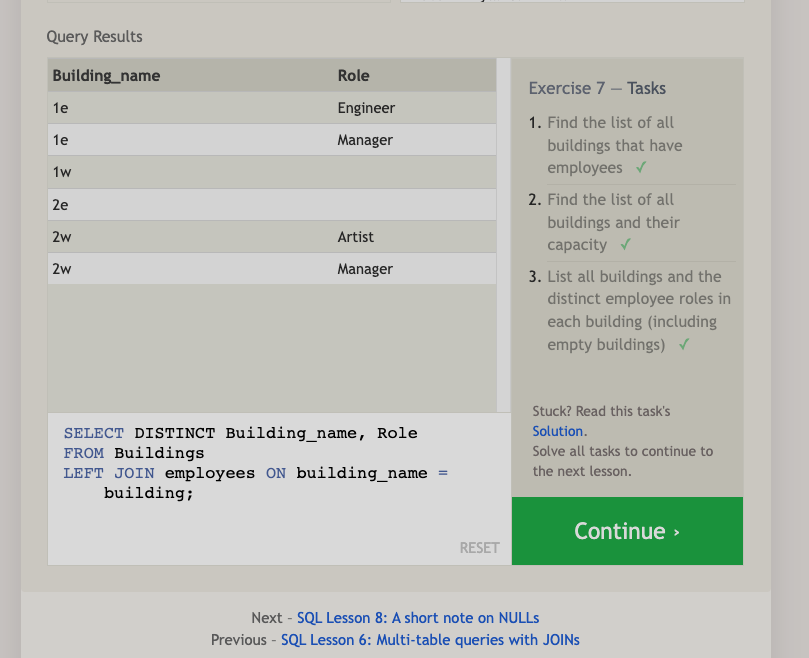 Query Results
Building_name Role
1e Engineer
1e Manager
1w
2e
2w Artist
2w Manager
SELECT DISTINCT Building_name, Role
FROM Buildings
LEFT JOIN employees ON building_name =
building;
RESET
Exercise 7 — Tasks
1. Find the list of all
buildings that have
employees ✓
2. Find the list of all
buildings and their
capacity ✓
3. List all buildings and the
distinct employee roles in
each building (including
empty buildings) ✓
Stuck? Read this task's
Solution.
Solve all tasks to continue to
the next lesson.
Continue ›
Next – SQL Lesson 8: A short note on NULLs
Previous – SQL Lesson 6: Multi-table queries with JOINs